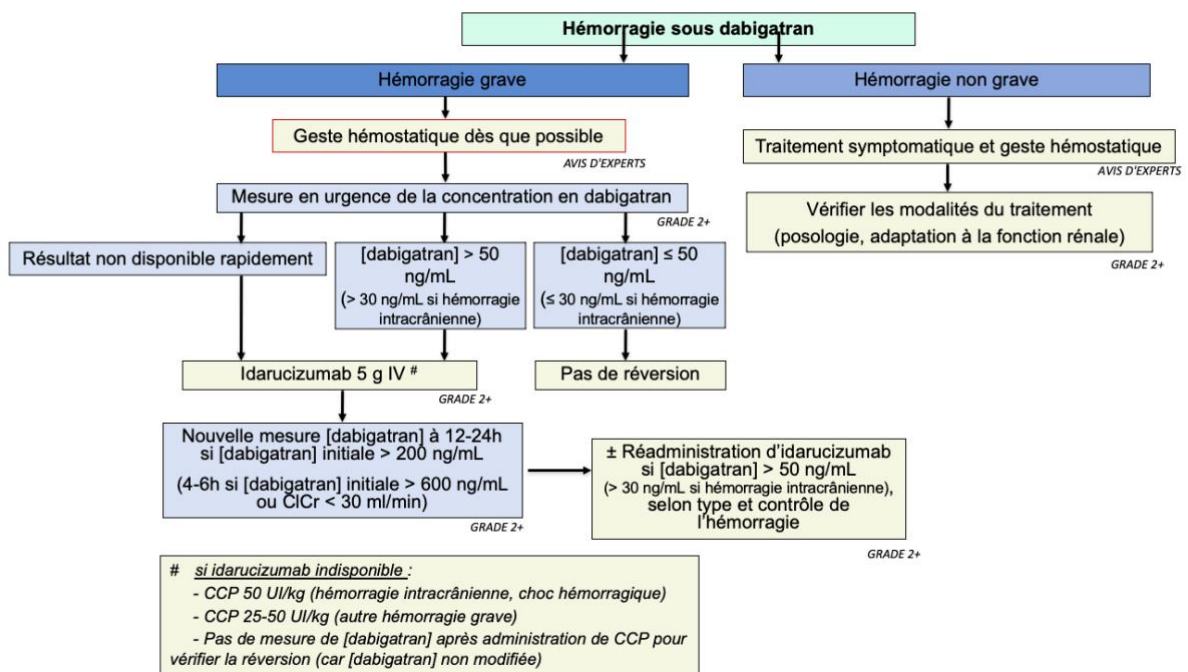 Hémorragie sous dabigatran
Hémorragie grave
Hémorragie non grave
Geste hémostatique dès que possible
AVIS D'EXPERTS
Traitement symptomatique et geste hémostatique
AVIS D'EXPERTS
Mesure en urgence de la concentration en dabigatran
GRADE 2+
Vérifier les modalités du traitement
(posologie, adaptation à la fonction rénale)
GRADE 2+
Résultat non disponible rapidement
[dabigatran] > 50
ng/mL
(> 30 ng/mL si hémorragie
intracrânienne)
[dabigatran] ≤ 50
ng/mL
(≤ 30 ng/mL si hémorragie
intracrânienne)
Idarucizumab 5 g IV #
GRADE 2+
Pas de réversion
Nouvelle mesure [dabigatran] à 12-24h
si [dabigatran] initiale > 200 ng/mL
(4-6h si [dabigatran] initiale > 600 ng/mL
ou ClCr < 30 ml/min)
GRADE 2+
± Réadministration d'idarucizumab
si [dabigatran] > 50 ng/mL
(> 30 ng/mL si hémorragie intracrânienne),
selon type et contrôle de
l'hémorragie
GRADE 2+
# si idarucizumab indisponible :
- CCP 50 UI/kg (hémorragie intracrânienne, choc hémorragique)
- CCP 25-50 UI/kg (autre hémorragie grave)
- Pas de mesure de [dabigatran] après administration de CCP pour
vérifier la réversion (car [dabigatran] non modifiée)